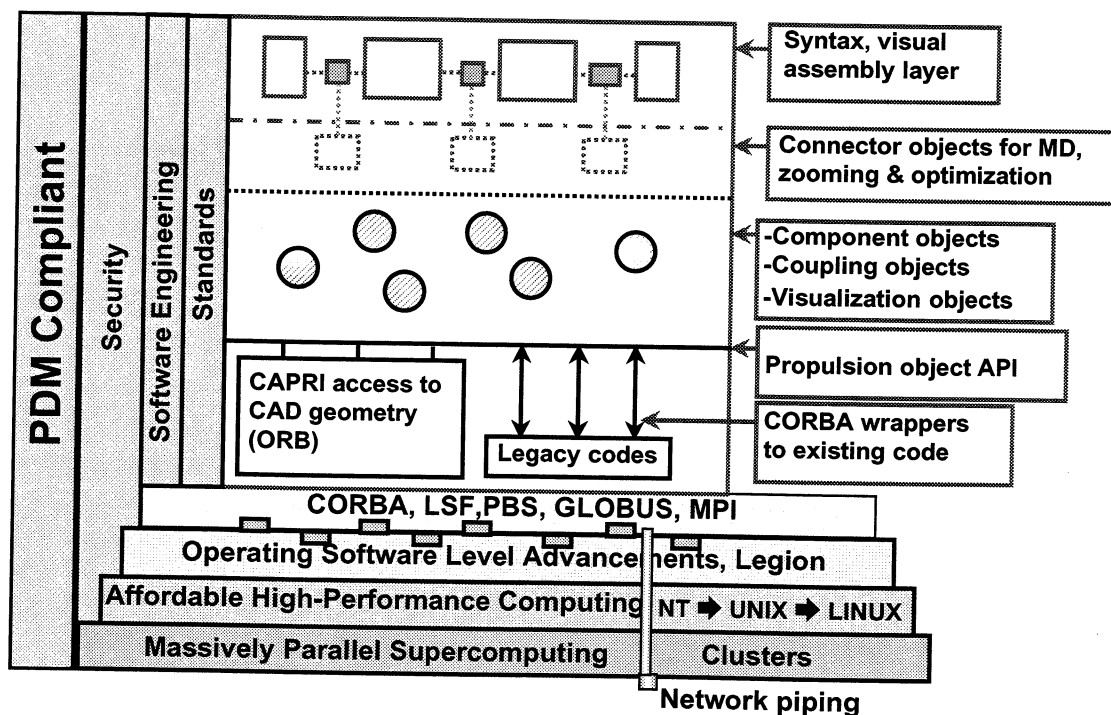 PDM Compliant
Security
Software Engineering
Standards
Syntax, visual
assembly layer
Connector objects for MD,
zooming & optimization
-Component objects
-Coupling objects
-Visualization objects
Propulsion object API
CAPRI access to
CAD geometry
(ORB)
Legacy codes
CORBA wrappers
to existing code
CORBA, LSF,PBS, GLOBUS, MPI
Operating Software Level Advancements, Legion
Affordable High-Performance Computing NT ➡ UNIX ➡ LINUX
Massively Parallel Supercomputing Clusters
Network piping